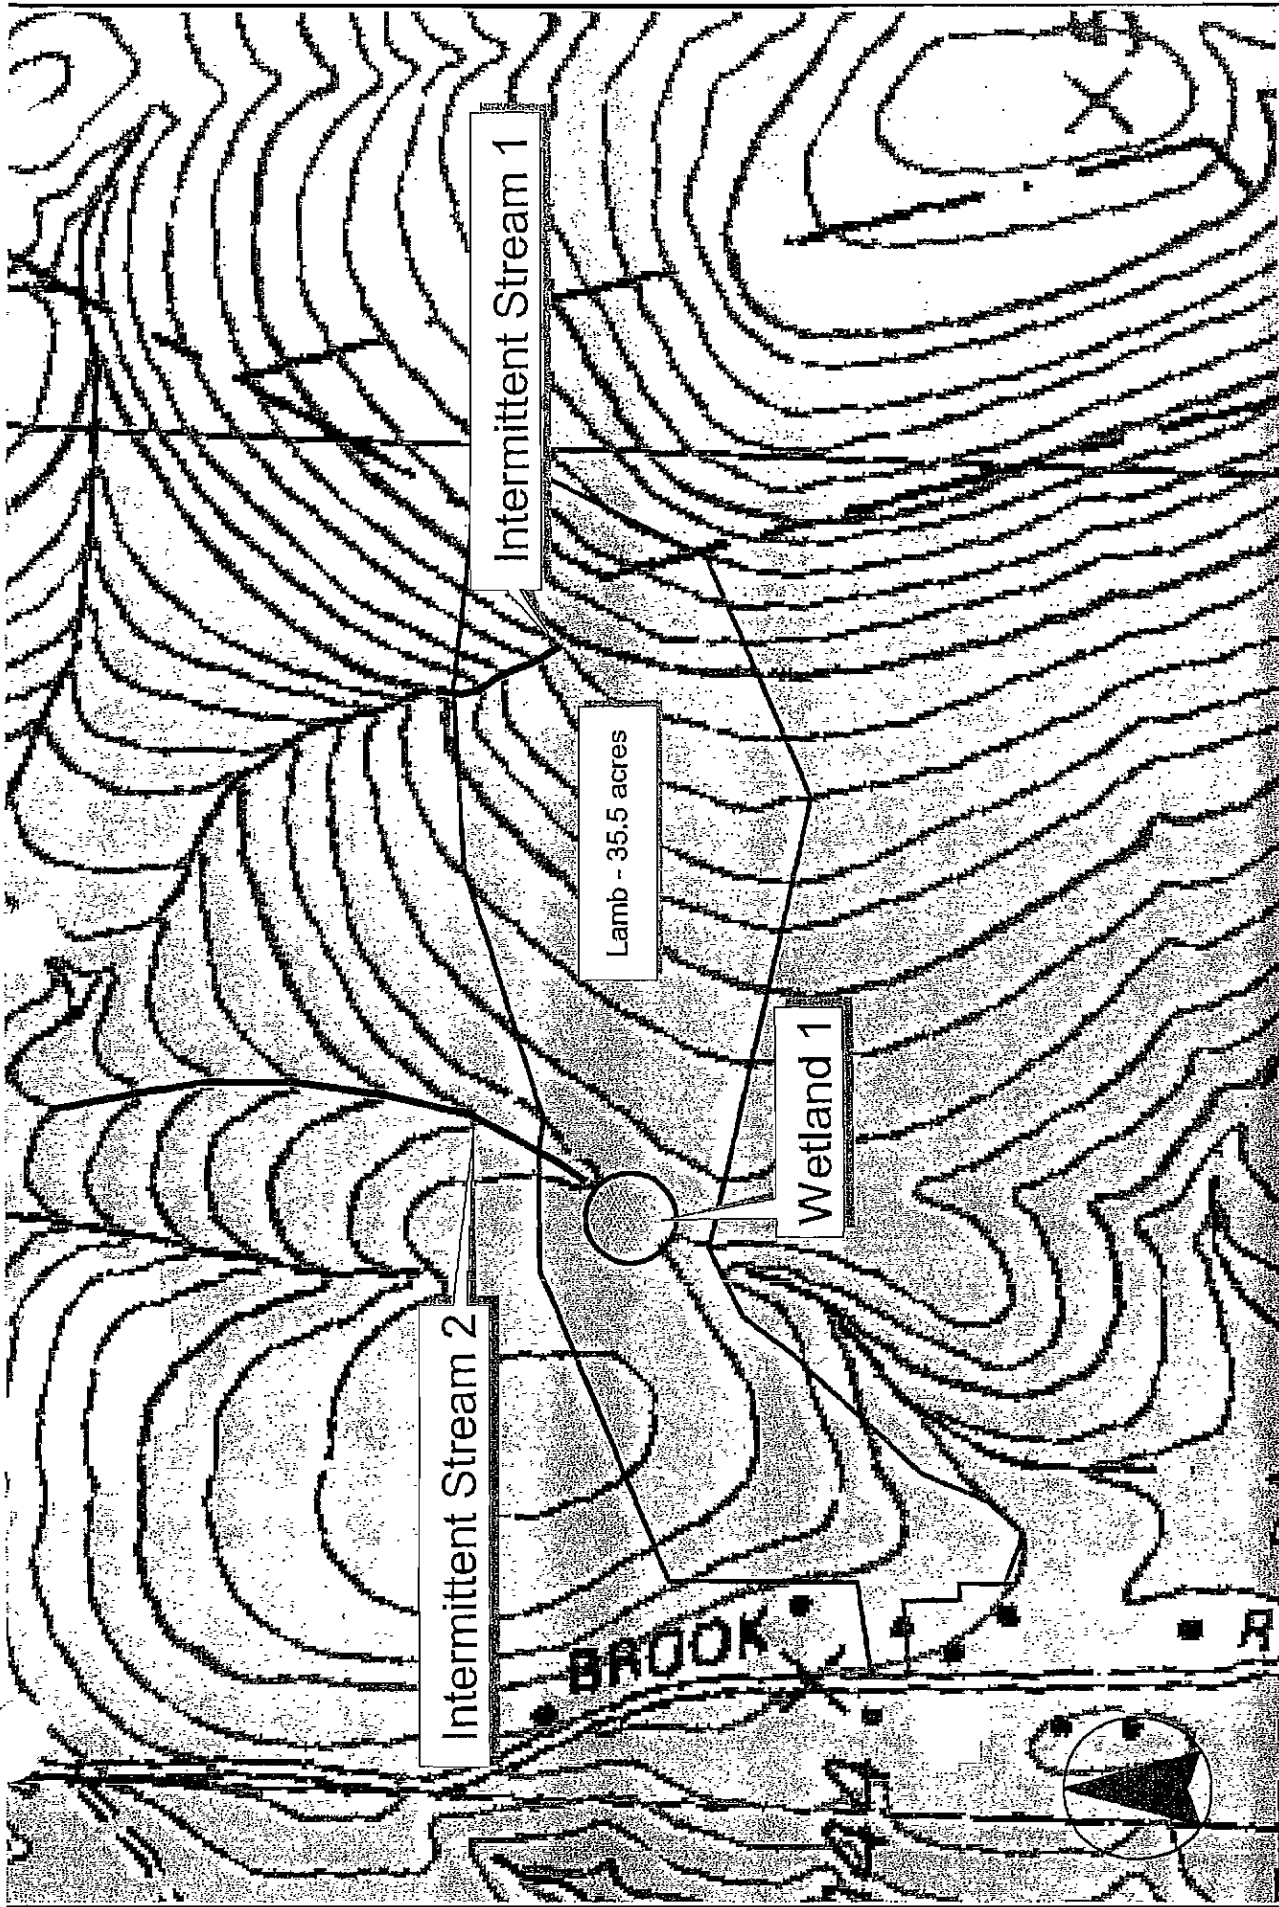 Intermittent Stream 1
Lamb - 35.5 acres
Wetland 1
Intermittent Stream 2
BROOK